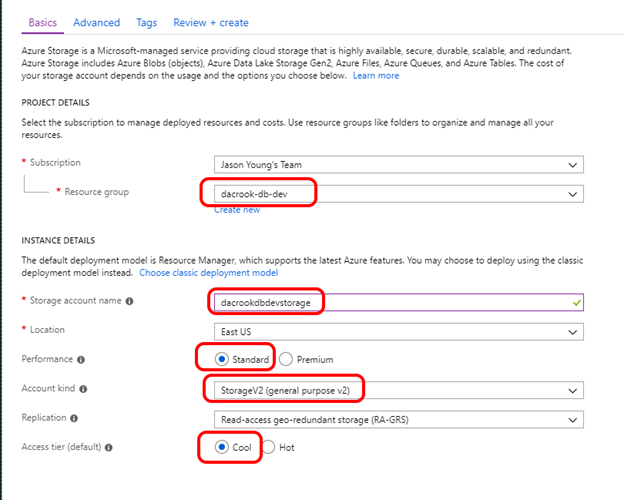 Basics Advanced Tags Review + create
Azure Storage is a Microsoft-managed service providing cloud storage that is highly available, secure, durable, scalable, and redundant.
Azure Storage includes Azure Blobs (objects), Azure Data Lake Storage Gen2, Azure Files, Azure Queues, and Azure Tables. The cost
of your storage account depends on the usage and the options you choose below. Learn more
PROJECT DETAILS
Select the subscription to manage deployed resources and costs. Use resource groups like folders to organize and manage all your
resources.
* Subscription Jason Young's Team
* Resource group dacrook-db-dev
Create new
INSTANCE DETAILS
The default deployment model is Resource Manager, which supports the latest Azure features. You may choose to deploy using the classic
deployment model instead. Choose classic deployment model
* Storage account name dacrookdbdevstorage
* Location East US
Performance Standard Premium
Account kind StorageV2 (general purpose v2)
Replication Read-access geo-redundant storage (RA-GRS)
Access tier (default) Cool Hot